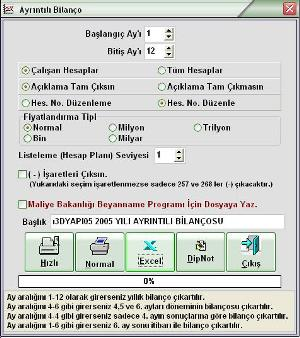 Ayrıntılı Bilanço
Başlangıç Ay'ı 1
Bitiş Ay'ı 12
Çalışan Hesaplar Tüm Hesaplar
Açıklama Tam Çıksın Açıklama Tam Çıkmasın
Hes. No. Düzenleme Hes. No. Düzenle
Fiyatlandırma Tipi
Normal Milyon Trilyon
Bin Milyar
Listeleme (Hesap Planı) Seviyesi 1
( - ) İşaretleri Çıksın.
(Yukarıdaki seçim işaretlenmezse sadece 257 ve 268 ler (-) çıkacaktır.)
Maliye Bakanlığı Beyanname Programı İçin Dosyaya Yaz.
Başlık :3DYAPI05 2005 YILI AYRINTILI BİLANÇOSU
Hızlı Normal Excel DipNot Çıkış
0%
Ay aralığını 1-12 olarak girerseniz yıllık bilanço çıkartılır.
Ay aralığını 4-6 gibi girerseniz 4,5 ve 6. ayları döneminin bilançosu çıkartılır.
Ay aralığını 4-4 gibi girerseniz sadece 4. ayın sonuçlarına göre bilanço çıkartılır.
Ay aralığını 1-6 gibi girerseniz 6. ay sonu itibarı ile bilanço çıkartılır.